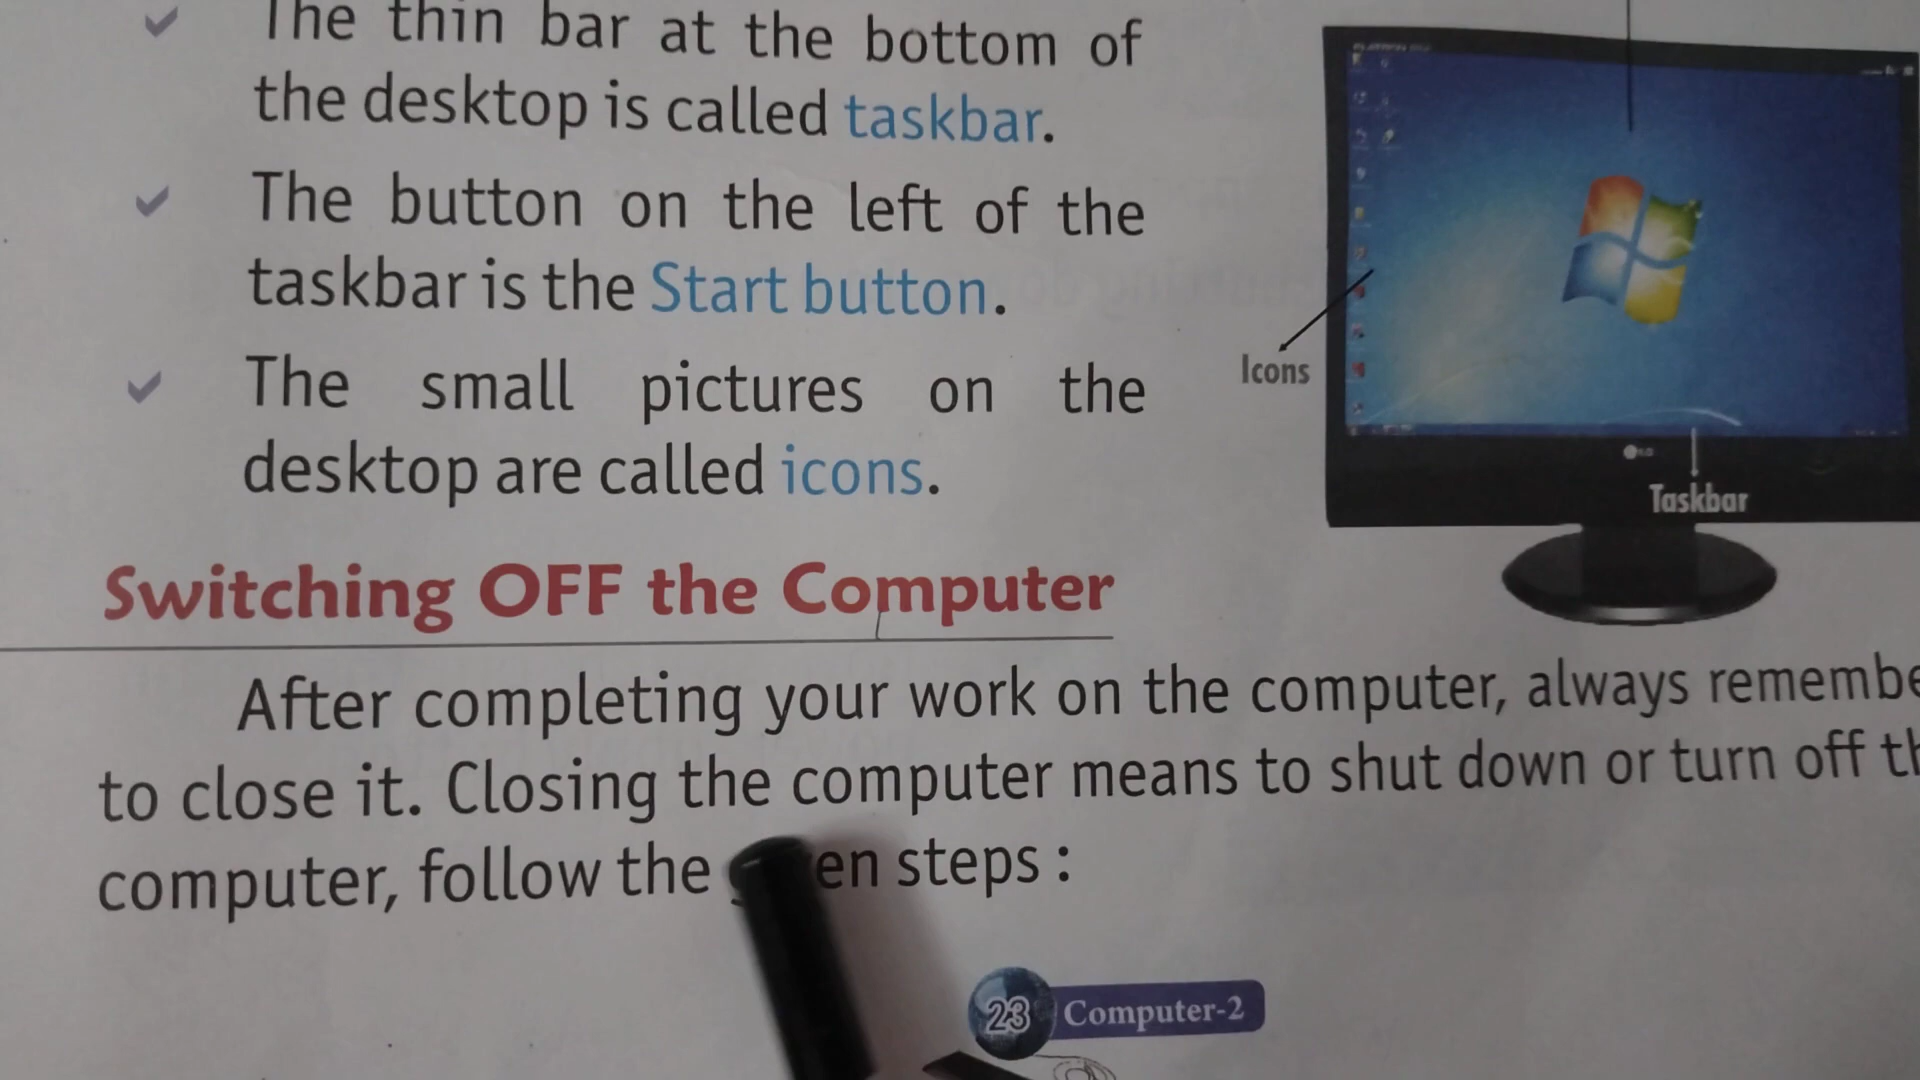 The thin bar at the bottom of
the desktop is called taskbar.
The button on the left of the
taskbar is the Start button.
The small pictures on the
desktop are called icons.
Icons
LG
Taskbar
Switching OFF the Computer
After completing your work on the computer, always remembe
to close it. Closing the computer means to shut down or turn off th
computer, follow the steps :
23 Computer-2